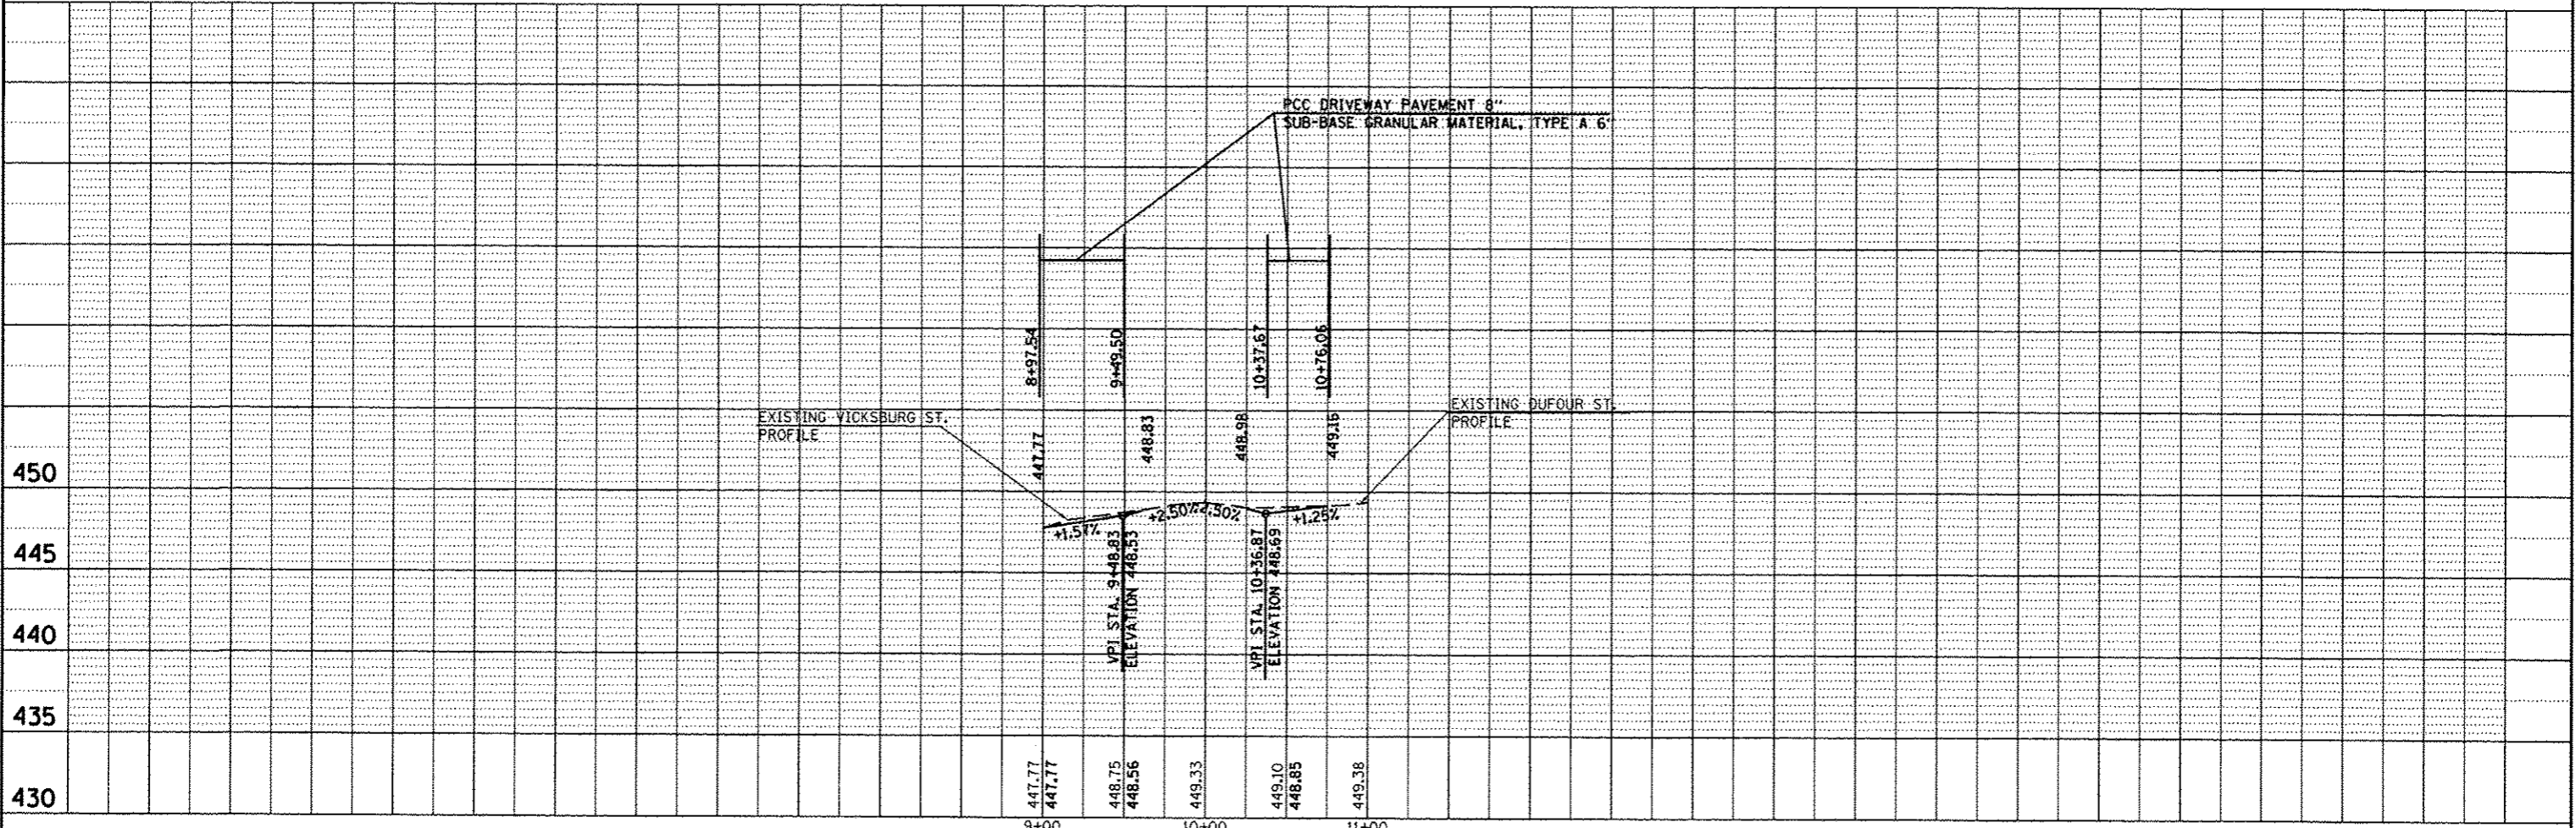 PCC DRIVEWAY PAVEMENT 8"
SUB-BASE GRANULAR MATERIAL, TYPE A 6"
8+97.54
9+49.50
10+37.67
10+76.06
EXISTING VICKSBURG ST.
PROFILE
447.77
448.83
448.98
449.16
EXISTING DUFOUR ST.
PROFILE
450
445
440
435
430
+1.57%
+2.50%
-2.50%
+1.25%
VPI STA. 9+48.83
ELEVATION 448.53
VPI STA. 10+36.87
ELEVATION 448.69
447.77
447.77
448.75
448.56
449.33
449.10
448.85
449.38
9+00
10+00
11+00